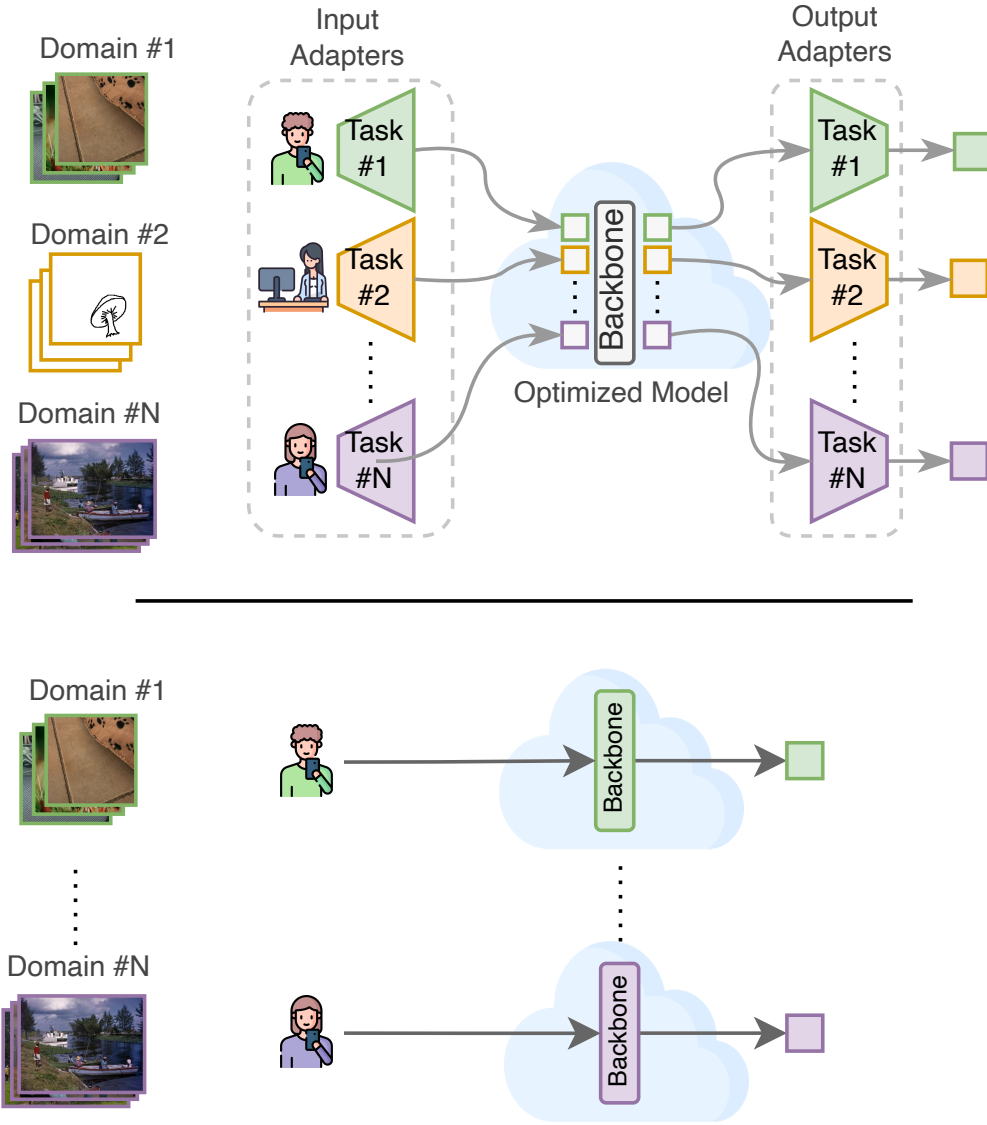 Input
Adapters
Output
Adapters
Domain #1
Task
#1
Task
#1
Domain #2
Task
#2
Backbone
Task
#2
Optimized Model
Domain #N
Task
#N
Task
#N
Domain #1
Backbone
Domain #N
Backbone